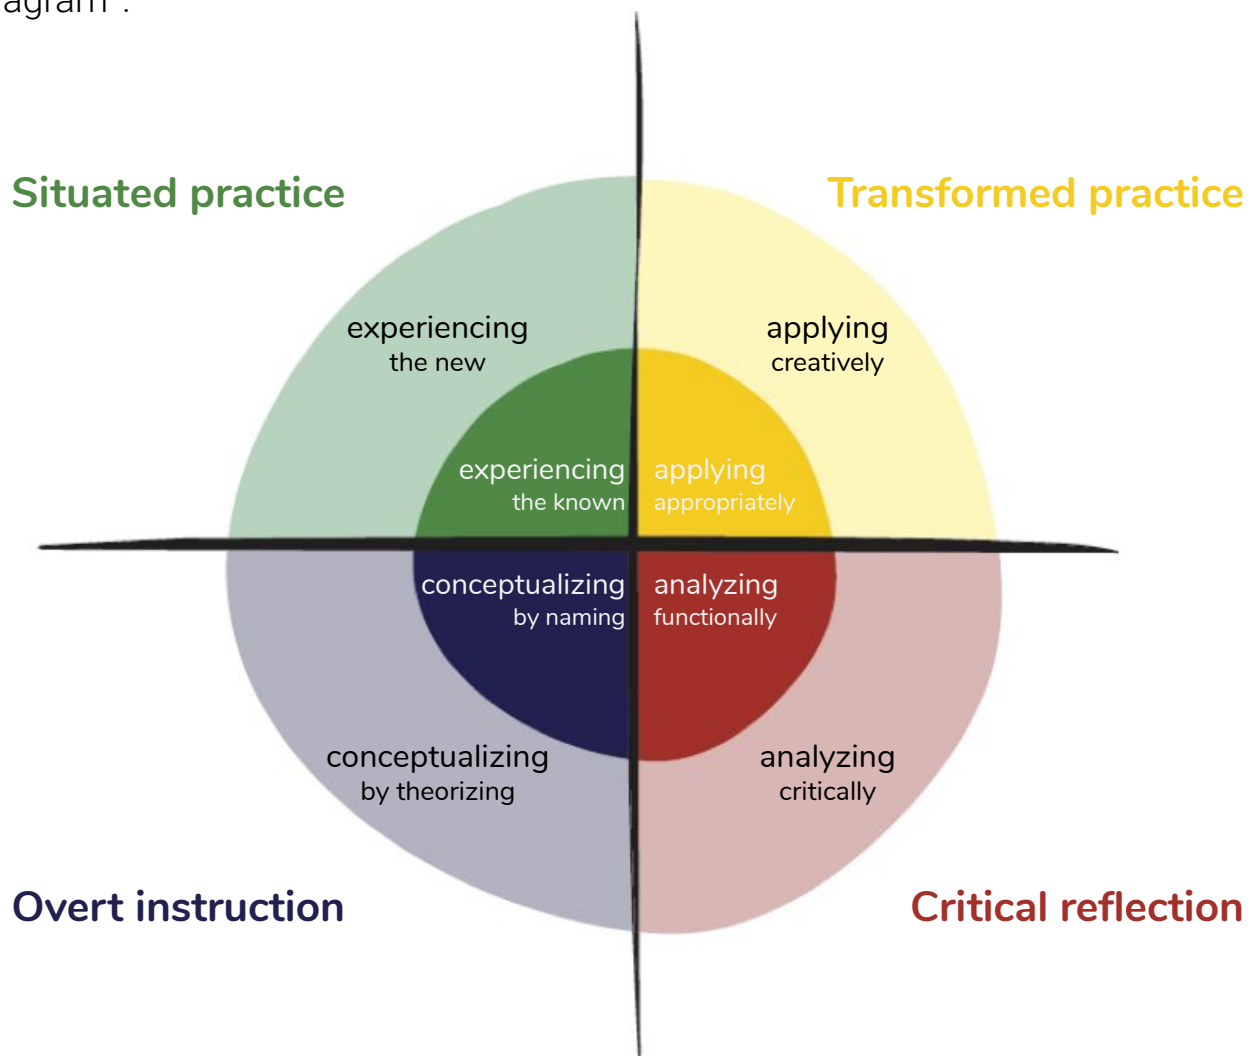 agram".
Situated practice
Transformed practice
experiencing
the new
applying
creatively
experiencing
the known
applying
appropriately
conceptualizing
by naming
analyzing
functionally
conceptualizing
by theorizing
analyzing
critically
Overt instruction
Critical reflection